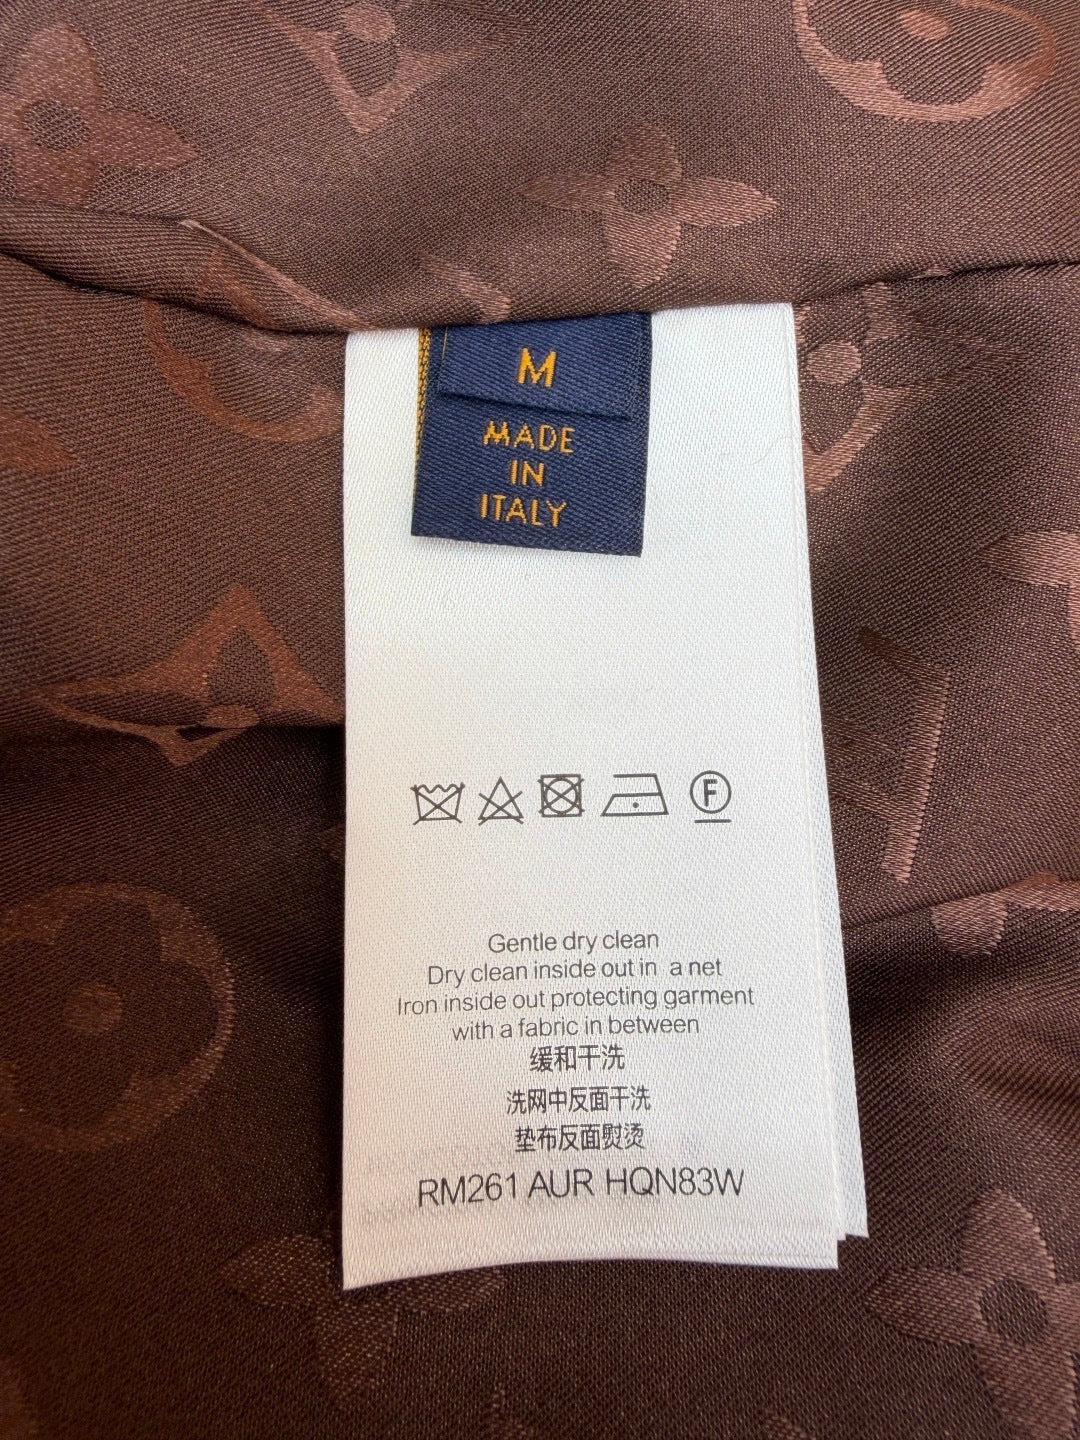 M
MADE
IN
ITALY
F
Gentle dry clean
Dry clean inside out in a net
Iron inside out protecting garment
with a fabric in between
缓和干洗
洗网中反面干洗
垫布反面熨烫
RM261 AUR HQN83W